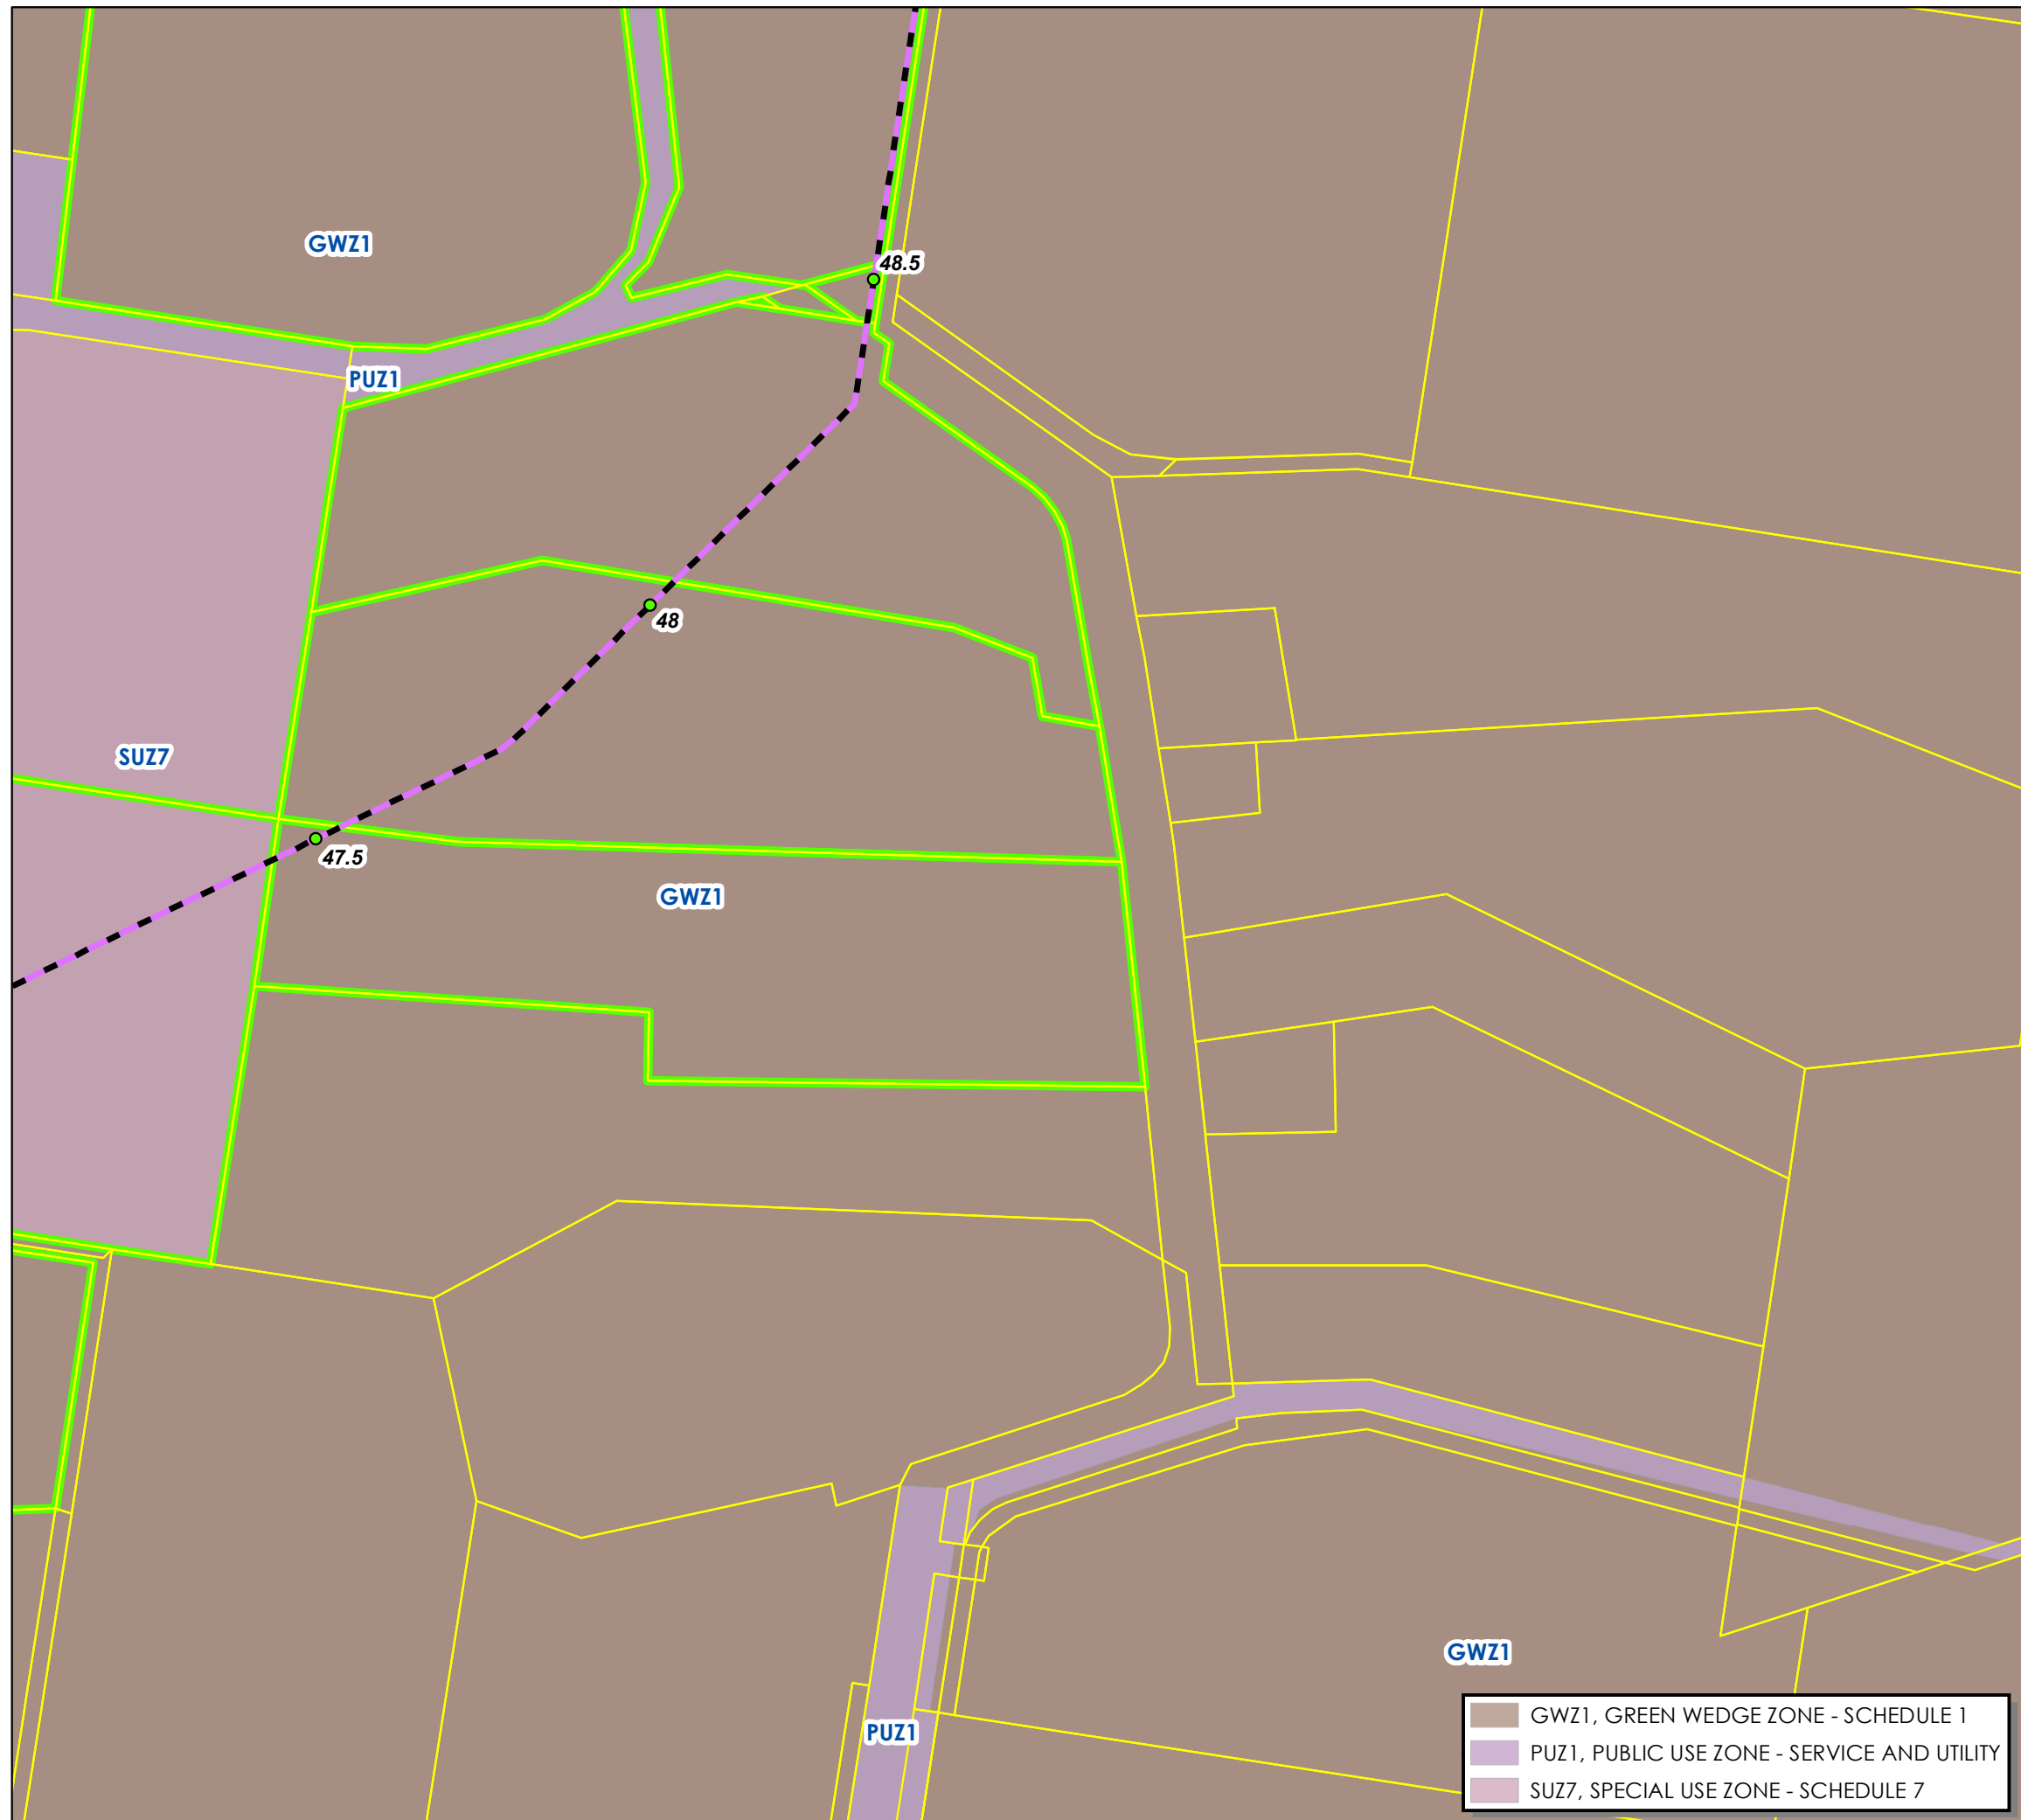 GWZ1
48.5
PUZ1
48
SUZ7
47.5
GWZ1
GWZ1
PUZ1
GWZ1, GREEN WEDGE ZONE - SCHEDULE 1
PUZ1, PUBLIC USE ZONE - SERVICE AND UTILITY
SUZ7, SPECIAL USE ZONE - SCHEDULE 7